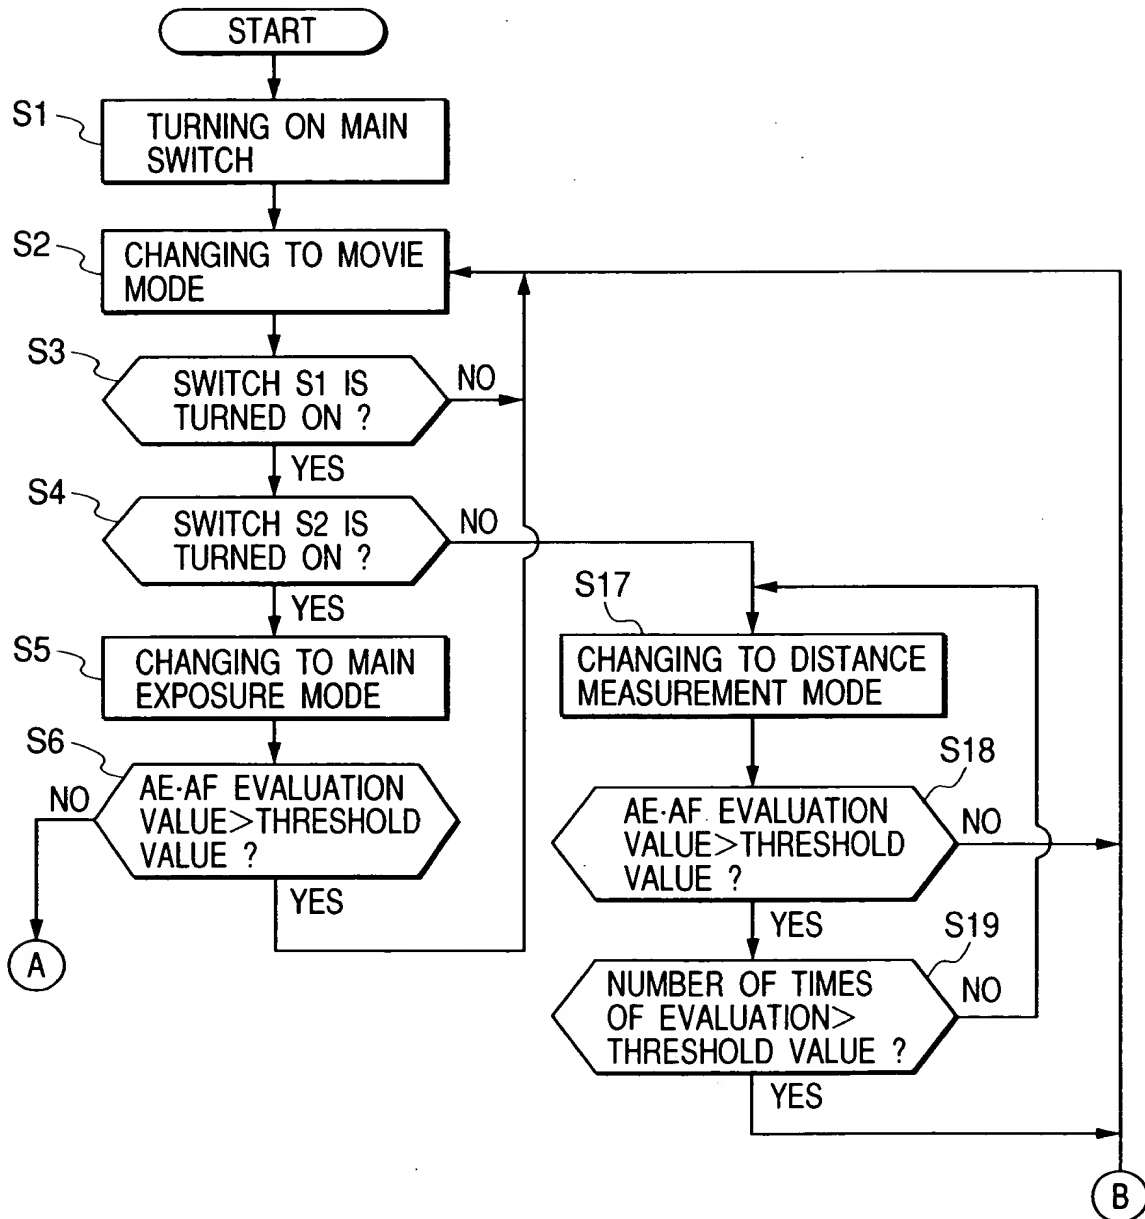 START
S1
TURNING ON MAIN
SWITCH
S2
CHANGING TO MOVIE
MODE
S3
SWITCH S1 IS
TURNED ON ?
NO
YES
S4
SWITCH S2 IS
TURNED ON ?
NO
YES
S5
CHANGING TO MAIN
EXPOSURE MODE
S6
AE·AF EVALUATION
VALUE>THRESHOLD
VALUE ?
NO
YES
A
S17
CHANGING TO DISTANCE
MEASUREMENT MODE
S18
AE·AF EVALUATION
VALUE>THRESHOLD
VALUE ?
NO
YES
S19
NUMBER OF TIMES
OF EVALUATION>
THRESHOLD VALUE ?
NO
YES
B